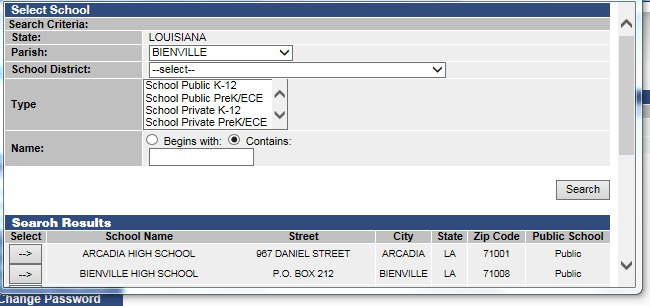 Select School
Search Criteria:
State: LOUISIANA
Parish: BIENVILLE
School District: --select--
Type
School Public K-12
School Public PreK/ECE
School Private K-12
School Private PreK/ECE
Name: Begins with: Contains:
Search
Search Results
Select School Name Street City State Zip Code Public School
--> ARCADIA HIGH SCHOOL 967 DANIEL STREET ARCADIA LA 71001 Public
--> BIENVILLE HIGH SCHOOL P.O. BOX 212 BIENVILLE LA 71008 Public
Change Password